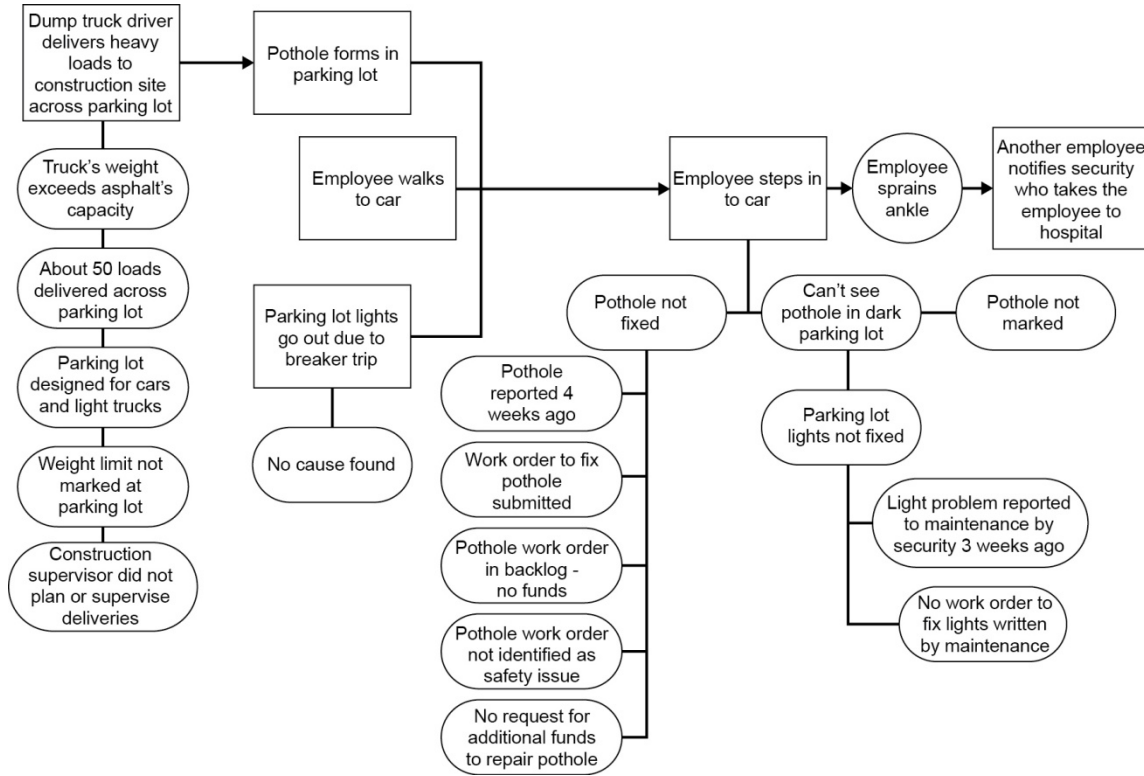 Dump truck driver
delivers heavy
loads to
construction site
across parking lot
Truck's weight
exceeds asphalt's
capacity
About 50 loads
delivered across
parking lot
Parking lot
designed for cars
and light trucks
Weight limit not
marked at
parking lot
Construction
supervisor did not
plan or supervise
deliveries
Pothole forms in
parking lot
Employee walks
to car
Parking lot lights
go out due to
breaker trip
No cause found
Employee steps in
to car
Employee
sprains
ankle
Another employee
notifies security
who takes the
employee to
hospital
Pothole not
fixed
Can't see
pothole in dark
parking lot
Pothole not
marked
Pothole
reported 4
weeks ago
Work order to fix
pothole
submitted
Pothole work order
in backlog -
no funds
Pothole work order
not identified as
safety issue
No request for
additional funds
to repair pothole
Parking lot
lights not fixed
Light problem reported
to maintenance by
security 3 weeks ago
No work order to
fix lights written
by maintenance